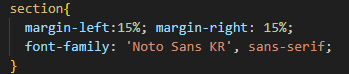 section{
margin-left:15%; margin-right: 15%;
font-family: 'Noto Sans KR', sans-serif;
}